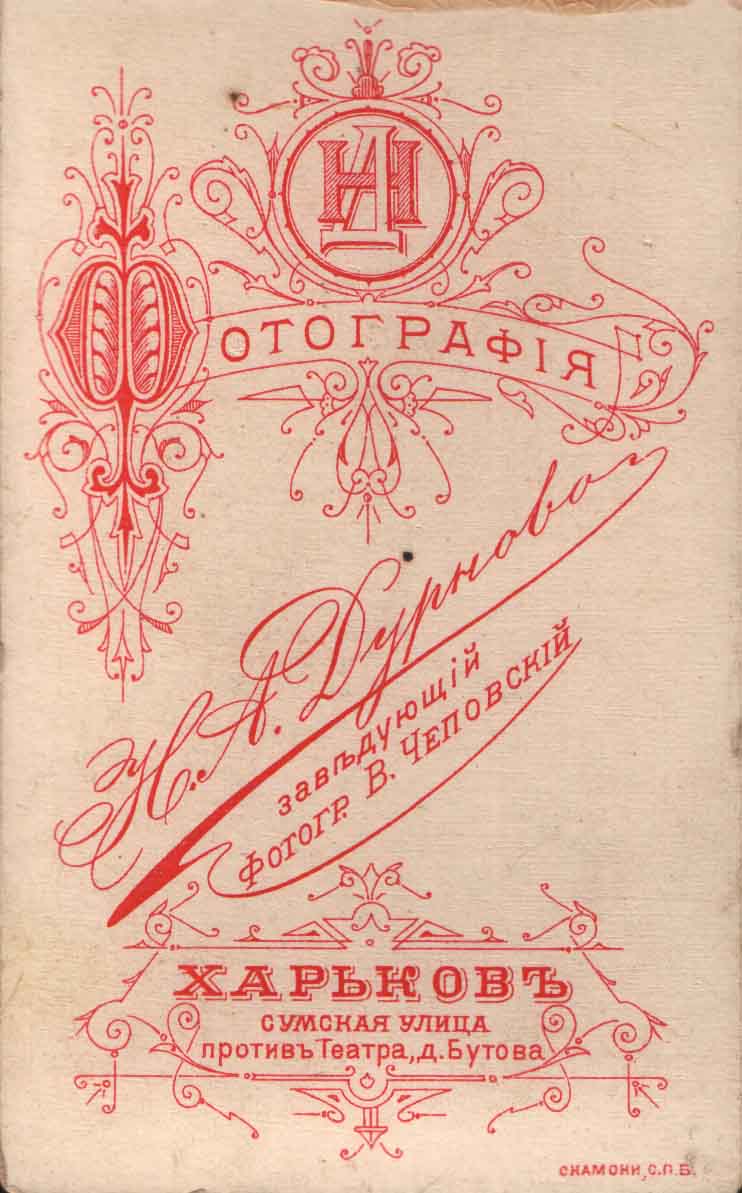 НД
ФОТОГРАФІЯ
Н. А. Дурново
завѣдующій
Фотогр. В. Чеповскій
ХАРЬКОВЪ
СУМСКАЯ УЛИЦА
противъ Театра,,д. Бутова
СКАМОНИ, С.П.Б.